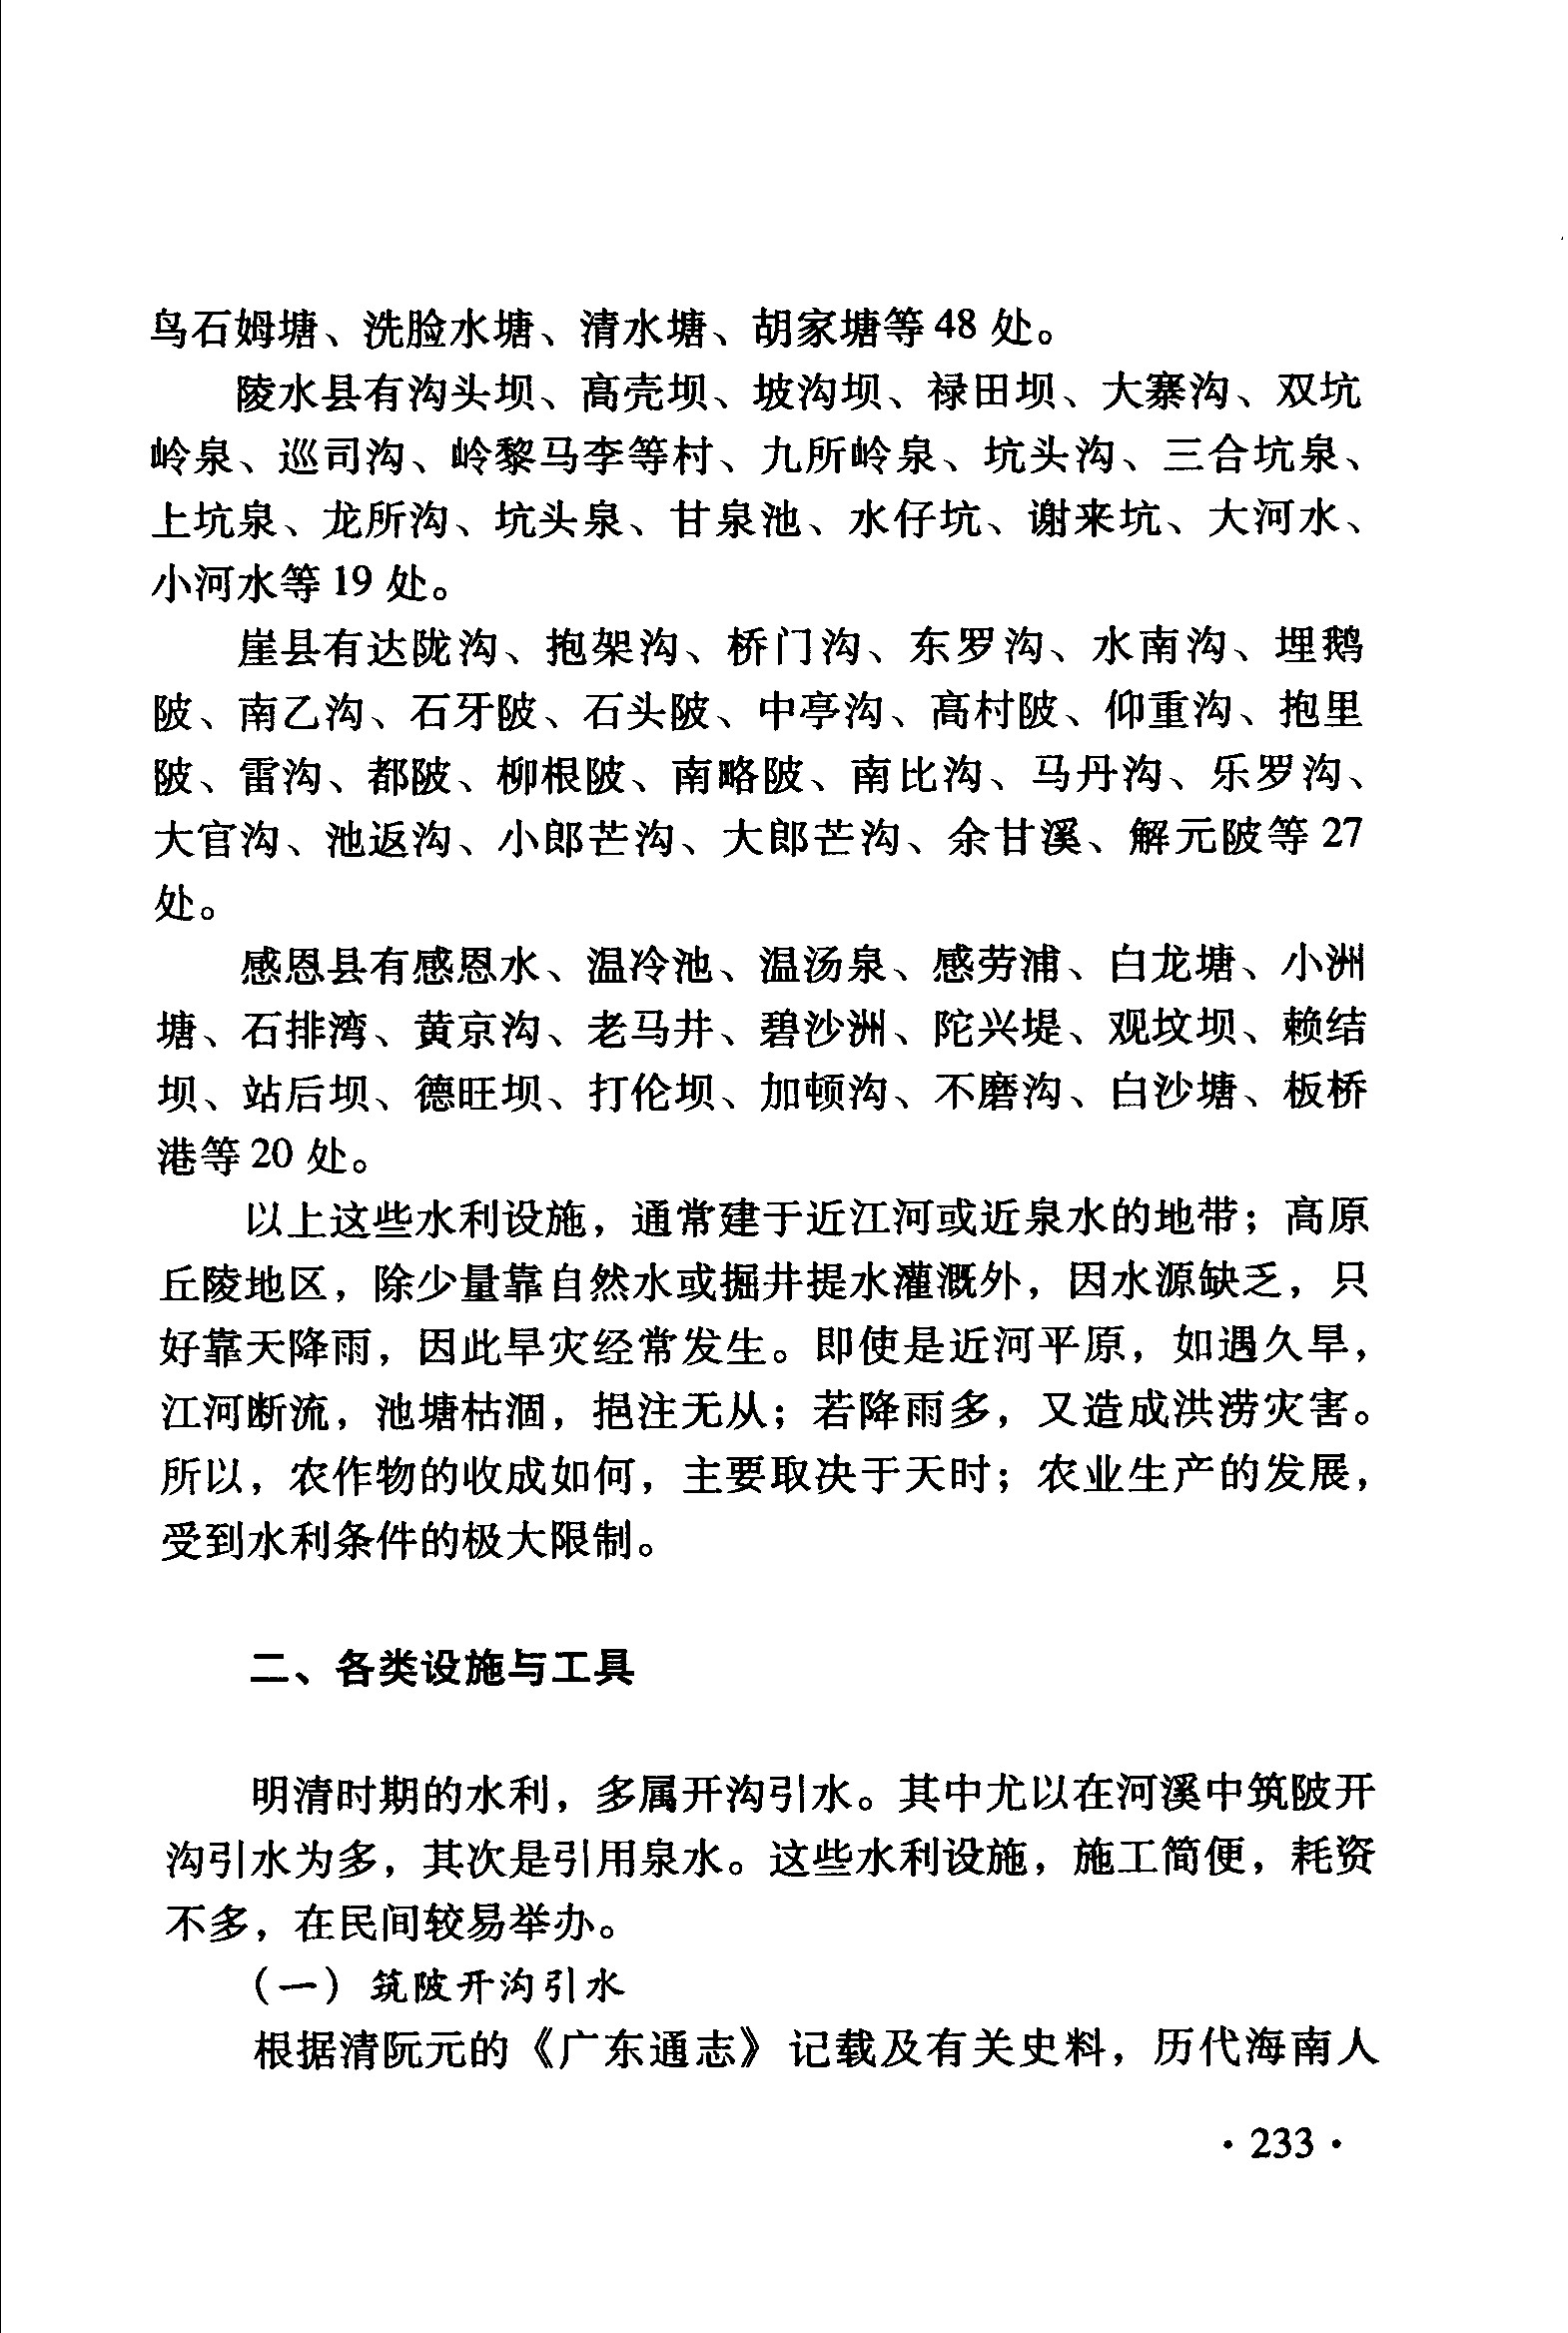 鸟石姆塘、洗脸水塘、清水塘、胡家塘等48处。
陵水县有沟头坝、高壳坝、坡沟坝、禄田坝、大寨沟、双坑
岭泉、巡司沟、岭黎马李等村、九所岭泉、坑头沟、三合坑泉、
上坑泉、龙所沟、坑头泉、甘泉池、水仔坑、谢来坑、大河水、
小河水等19处。
崖县有达陇沟、抱架沟、桥门沟、东罗沟、水南沟、埋鹅
陂、南乙沟、石牙陂、石头陂、中亭沟、高村陂、仰重沟、抱里
陂、雷沟、都陂、柳根陂、南略陂、南比沟、马丹沟、乐罗沟、
大官沟、池返沟、小郎芒沟、大郎芒沟、余甘溪、解元陂等27
处。
感恩县有感恩水、温冷池、温汤泉、感劳浦、白龙塘、小洲
塘、石排湾、黄京沟、老马井、碧沙洲、陀兴堤、观坟坝、赖结
坝、站后坝、德旺坝、打伦坝、加顿沟、不磨沟、白沙塘、板桥
港等20处。
以上这些水利设施，通常建于近江河或近泉水的地带；高原
丘陵地区，除少量靠自然水或掘井提水灌溉外，因水源缺乏，只
好靠天降雨，因此旱灾经常发生。即使是近河平原，如遇久旱，
江河断流，池塘枯涸，挹注无从；若降雨多，又造成洪涝灾害。
所以，农作物的收成如何，主要取决于天时；农业生产的发展，
受到水利条件的极大限制。
二、各类设施与工具
明清时期的水利，多属开沟引水。其中尤以在河溪中筑陂开
沟引水为多，其次是引用泉水。这些水利设施，施工简便，耗资
不多，在民间较易举办。
（一）筑陂开沟引水
根据清阮元的《广东通志》记载及有关史料，历代海南人
·233·